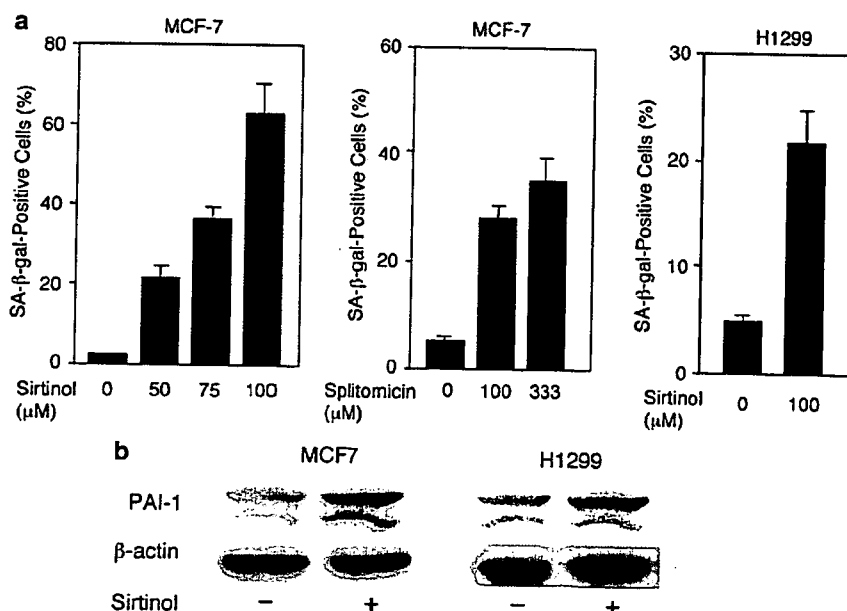 a
MCF-7
SA-β-gal-Positive Cells (%)
80
60
40
20
0
Sirtinol 0 50 75 100
(μM)
MCF-7
SA-β-gal-Positive Cells (%)
60
40
20
0
Splitomicin 0 100 333
(μM)
H1299
SA-β-gal-Positive Cells (%)
30
20
10
0
Sirtinol 0 100
(μM)
b
MCF7 H1299
PAI-1
β-actin
Sirtinol − + − +